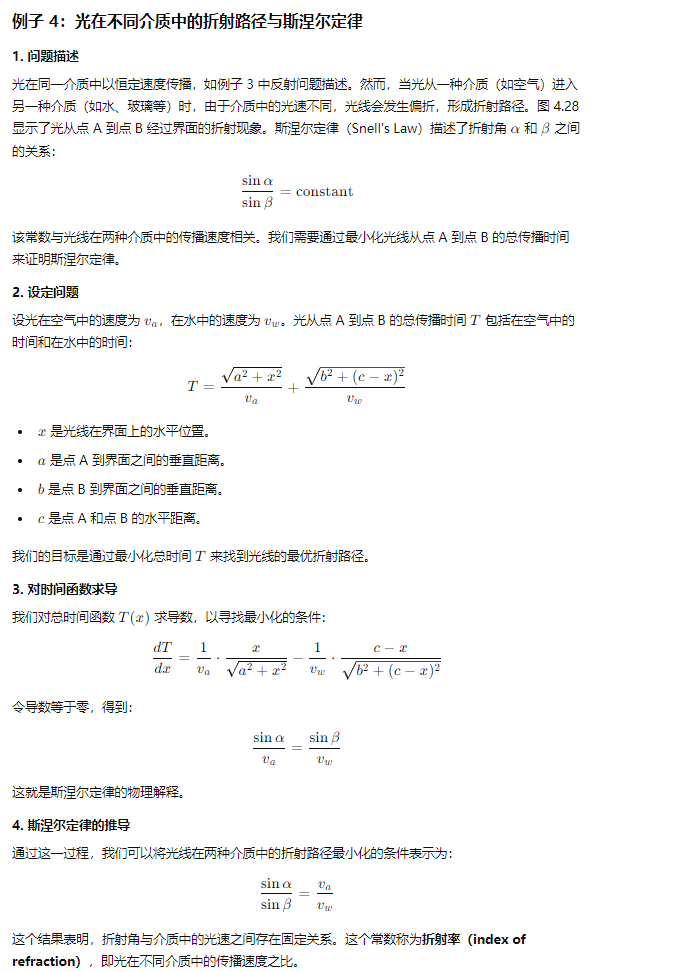 例子 4：光在不同介质中的折射路径与斯涅尔定律
1. 问题描述
光在同一介质中以恒定速度传播，如例子 3 中反射问题描述。然而，当光从一种介质（如空气）进入
另一种介质（如水、玻璃等）时，由于介质中的光速不同，光线会发生偏折，形成折射路径。图 4.28
显示了光从点 A 到点 B 经过界面的折射现象。斯涅尔定律（Snell's Law）描述了折射角 α 和 β 之间
的关系：
sin α / sin β = constant
该常数与光线在两种介质中的传播速度相关。我们需要通过最小化光线从点 A 到点 B 的总传播时间
来证明斯涅尔定律。
2. 设定问题
设光在空气中的速度为 v_a，在水中的速度为 v_w。光从点 A 到点 B 的总传播时间 T 包括在空气中的
时间和在水中的时间：
T = √(a² + x²) / v_a + √(b² + (c − x)²) / v_w
• x 是光线在界面上的水平位置。
• a 是点 A 到界面之间的垂直距离。
• b 是点 B 到界面之间的垂直距离。
• c 是点 A 和点 B 的水平距离。
我们的目标是通过最小化总时间 T 来找到光线的最优折射路径。
3. 对时间函数求导
我们对总时间函数 T(x) 求导数，以寻找最小化的条件：
dT/dx = 1/v_a · x/√(a² + x²) − 1/v_w · (c − x)/√(b² + (c − x)²)
令导数等于零，得到：
sin α / v_a = sin β / v_w
这就是斯涅尔定律的物理解释。
4. 斯涅尔定律的推导
通过这一过程，我们可以将光线在两种介质中的折射路径最小化的条件表示为：
sin α / sin β = v_a / v_w
这个结果表明，折射角与介质中的光速之间存在固定关系。这个常数称为折射率（index of
refraction），即光在不同介质中的传播速度之比。